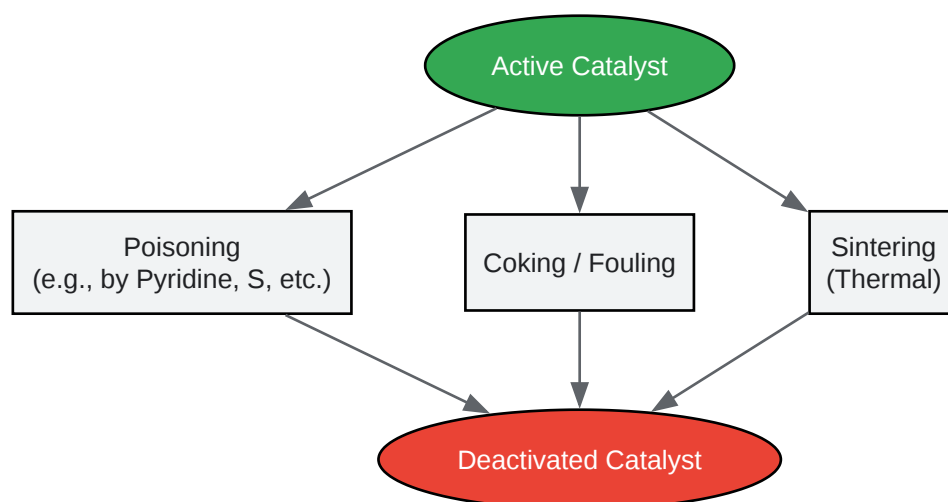 Active Catalyst
Poisoning
(e.g., by Pyridine, S, etc.)
Coking / Fouling
Sintering
(Thermal)
Deactivated Catalyst